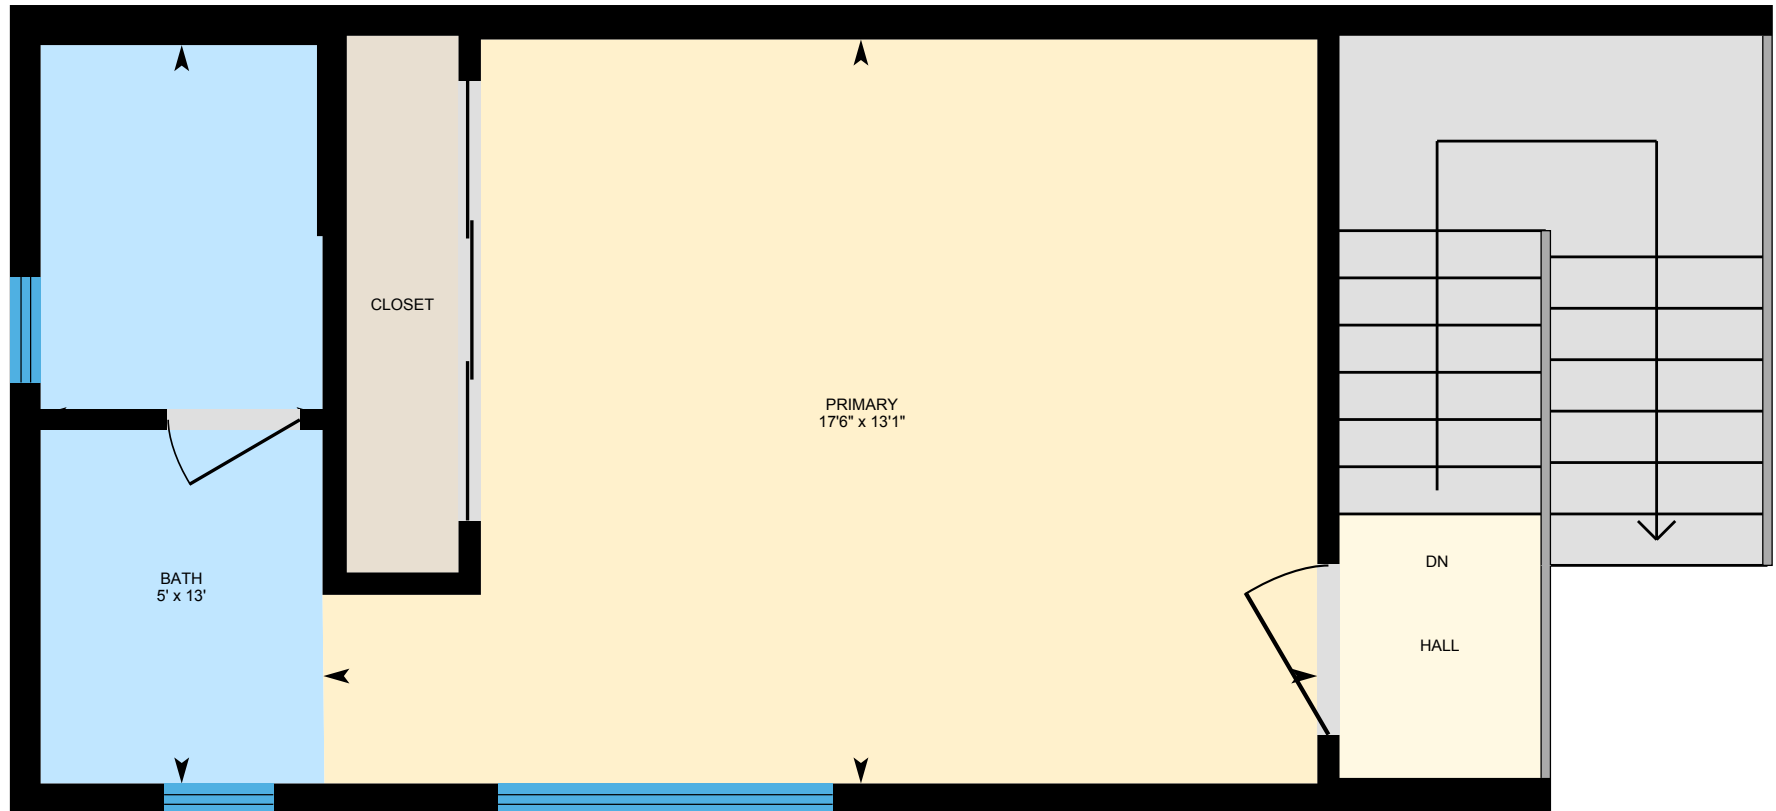 CLOSET
PRIMARY
17'6" x 13'1"
DN
BATH
5' x 13'
HALL